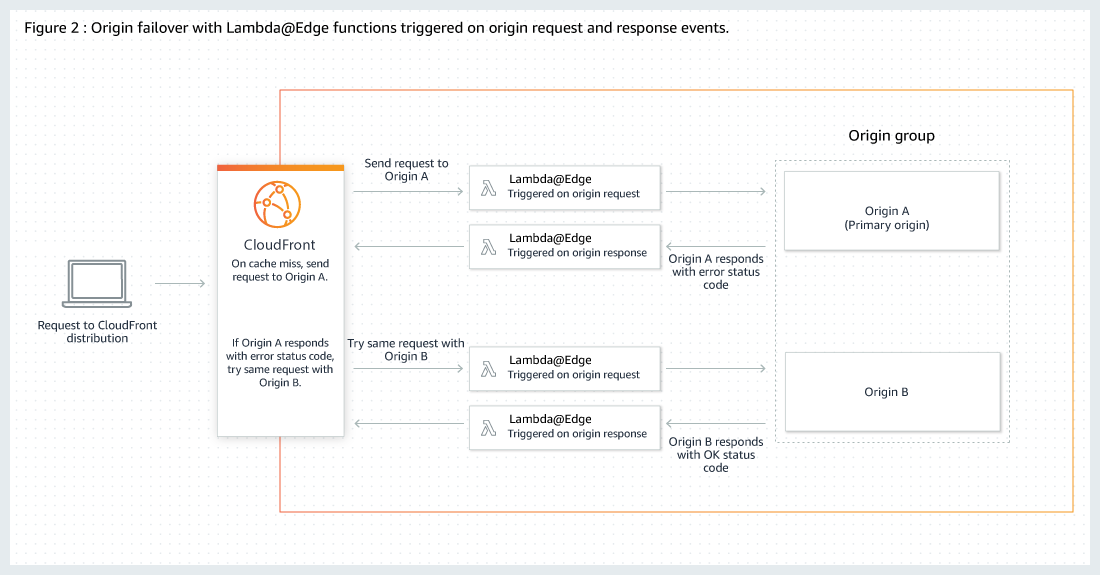 Figure 2 : Origin failover with Lambda@Edge functions triggered on origin request and response events.
Origin group
Send request to
Origin A
Lambda@Edge
Triggered on origin request
Origin A
(Primary origin)
CloudFront
On cache miss, send
request to Origin A.
Lambda@Edge
Triggered on origin response
Origin A responds
with error status
code
Request to CloudFront
distribution
If Origin A responds
with error status code,
try same request with
Origin B.
Try same request with
Origin B
Lambda@Edge
Triggered on origin request
Origin B
Lambda@Edge
Triggered on origin response
Origin B responds
with OK status
code